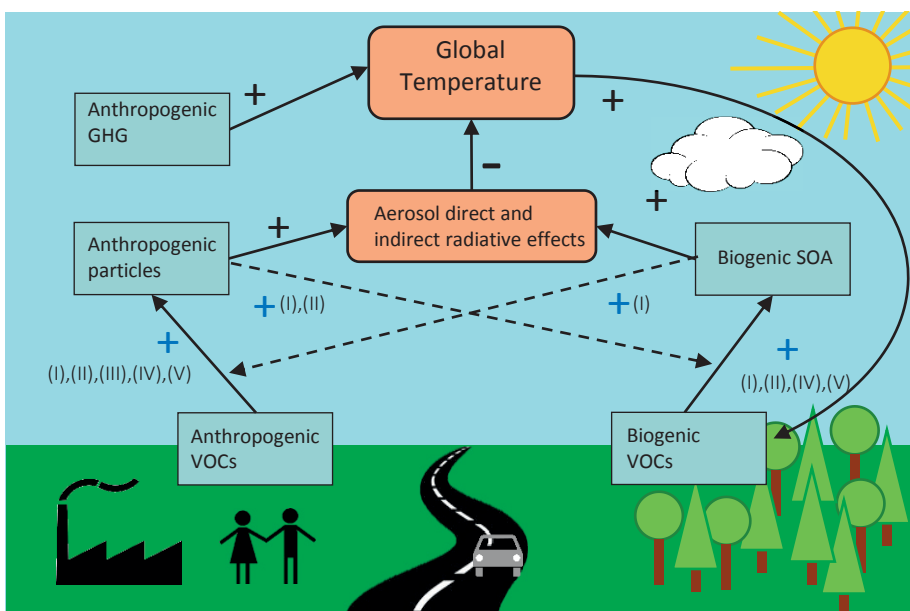 Global
Temperature
+
+
Anthropogenic
GHG
-
Aerosol direct and
indirect radiative effects
+
+
Anthropogenic
particles
Biogenic SOA
+(I),(II)
+(I)
+
(I),(II),(III),(IV),(V)
+
(I),(II),(IV),(V)
Anthropogenic
VOCs
Biogenic
VOCs